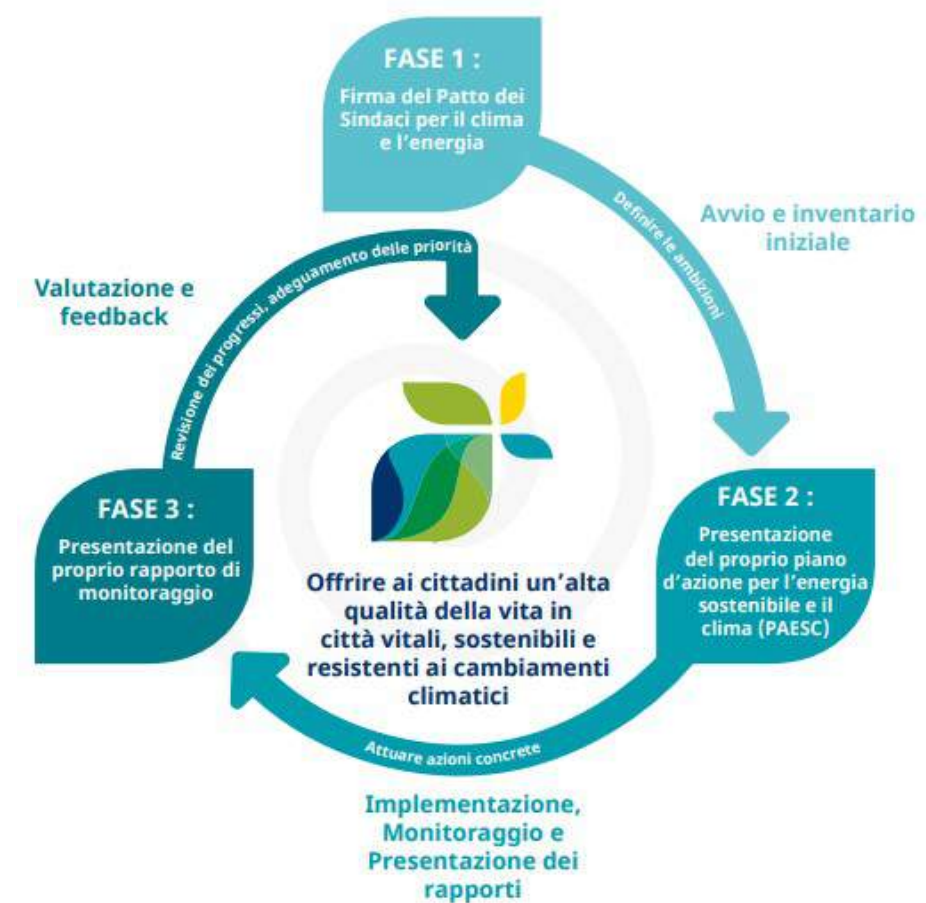 FASE 1 :
Firma del Patto dei
Sindaci per il clima
e l'energia
Definire le ambizioni
Avvio e inventario
iniziale
FASE 2 :
Presentazione
del proprio piano
d'azione per l'energia
sostenibile e il
clima (PAESC)
Attuare azioni concrete
Implementazione,
Monitoraggio e
Presentazione dei
rapporti
FASE 3 :
Presentazione del
proprio rapporto di
monitoraggio
Revisione dei progressi, adeguamento delle priorità
Valutazione e
feedback
Offrire ai cittadini un'alta
qualità della vita in
città vitali, sostenibili e
resistenti ai cambiamenti
climatici